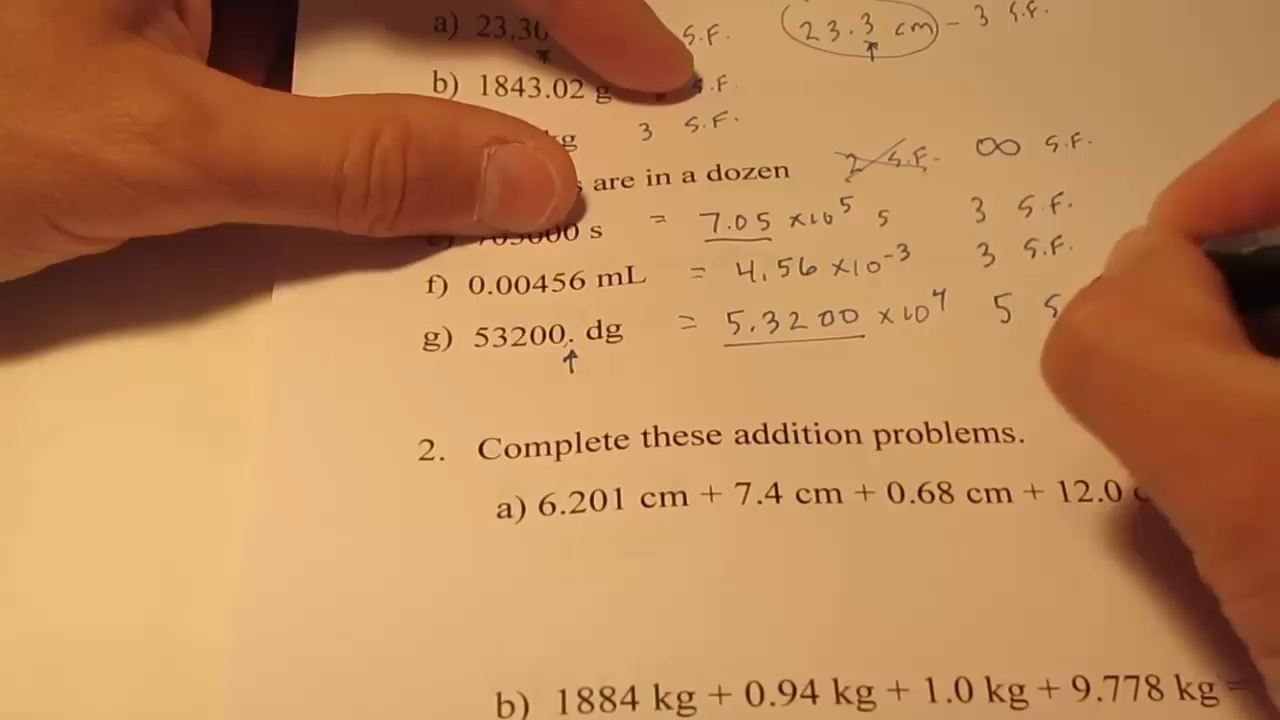 a) 23.3 S.F. 23.3 cm - 3 S.F.
b) 1843.02 g S.F.
kg 3 S.F.
are in a dozen 2 S.F. ∞ S.F.
705000 s = 7.05 x10^5 s 3 S.F.
f) 0.00456 mL = 4.56 x10^-3 3 S.F.
g) 53200. dg = 5.3200 x10^4 5 S
2. Complete these addition problems.
a) 6.201 cm + 7.4 cm + 0.68 cm + 12.0 c
b) 1884 kg + 0.94 kg + 1.0 kg + 9.778 kg =